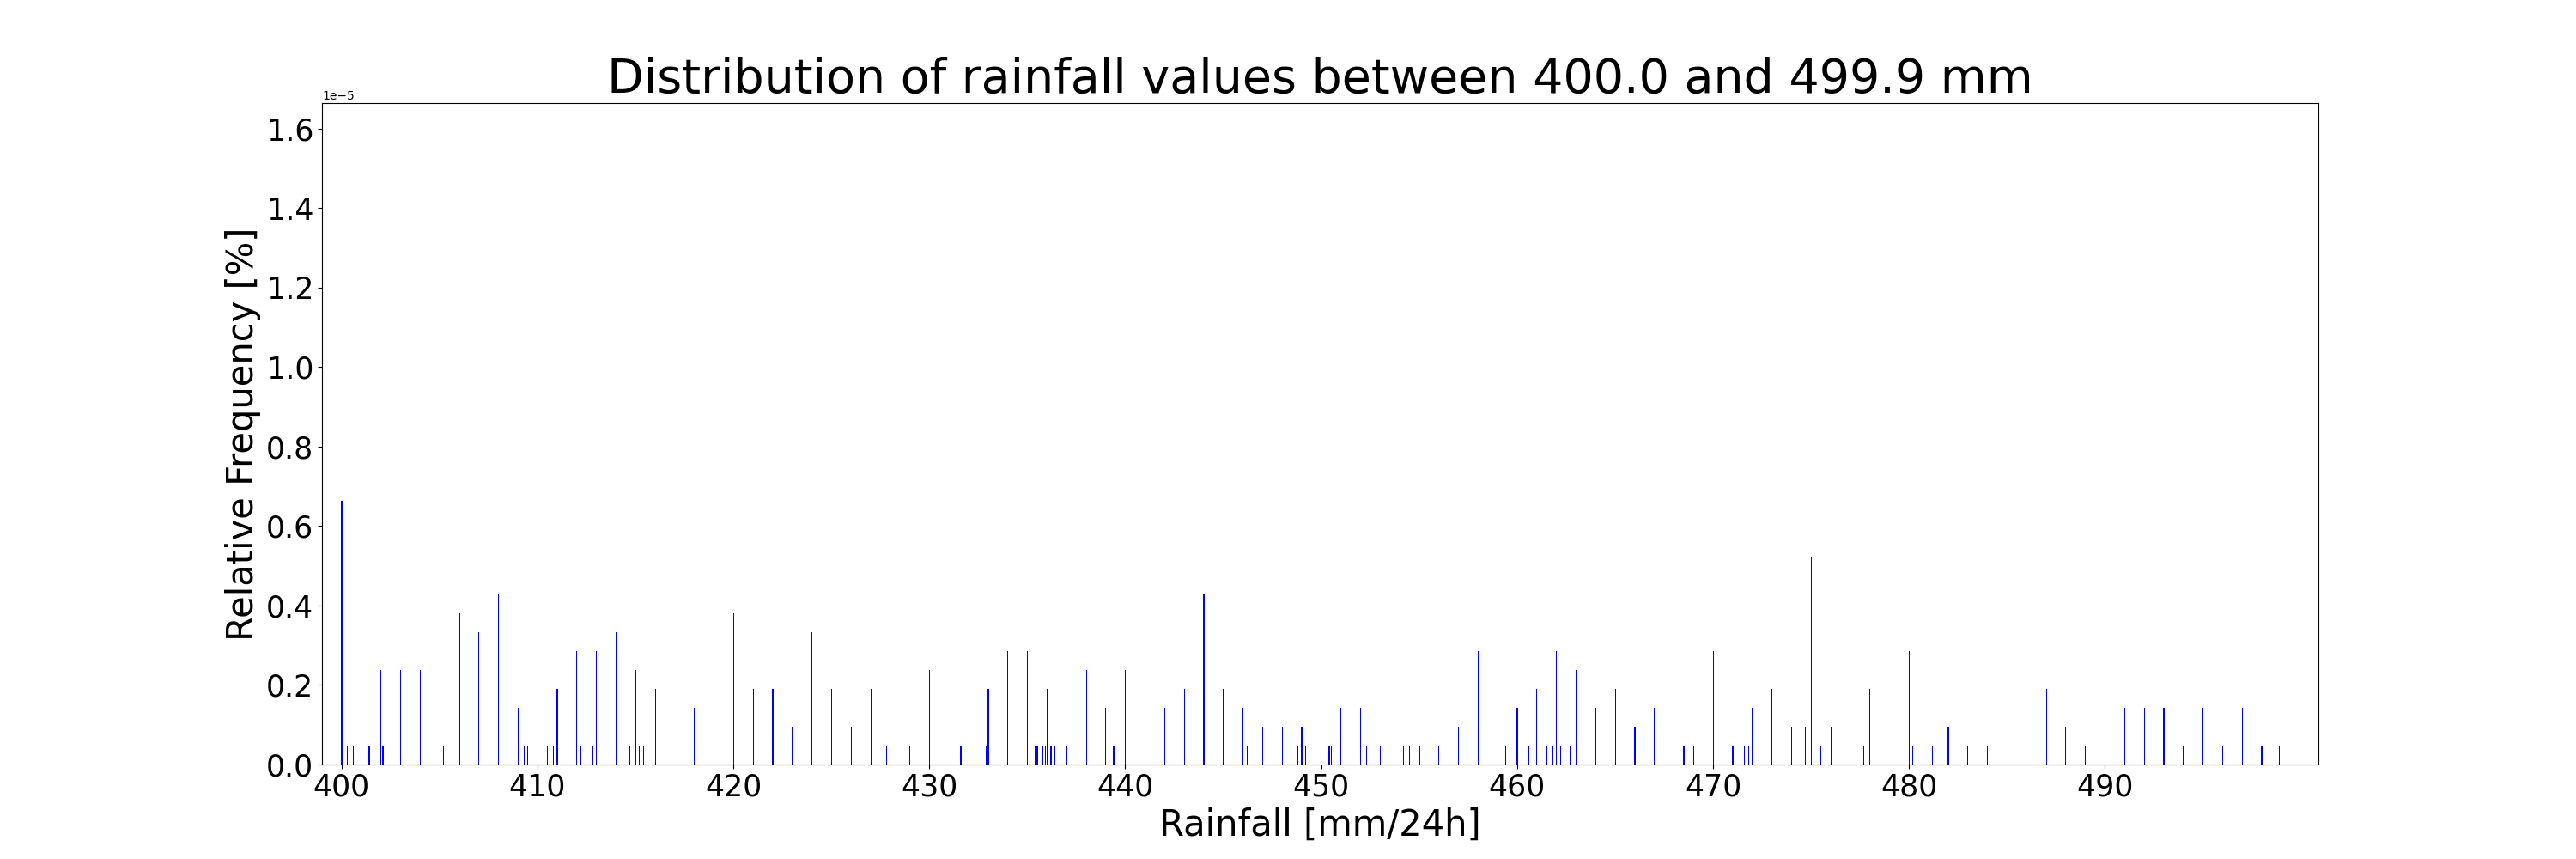 Distribution of rainfall values between 400.0 and 499.9 mm
1e−5
1.6
1.4
1.2
1.0
0.8
0.6
0.4
0.2
0.0
Relative Frequency [%]
400 410 420 430 440 450 460 470 480 490
Rainfall [mm/24h]